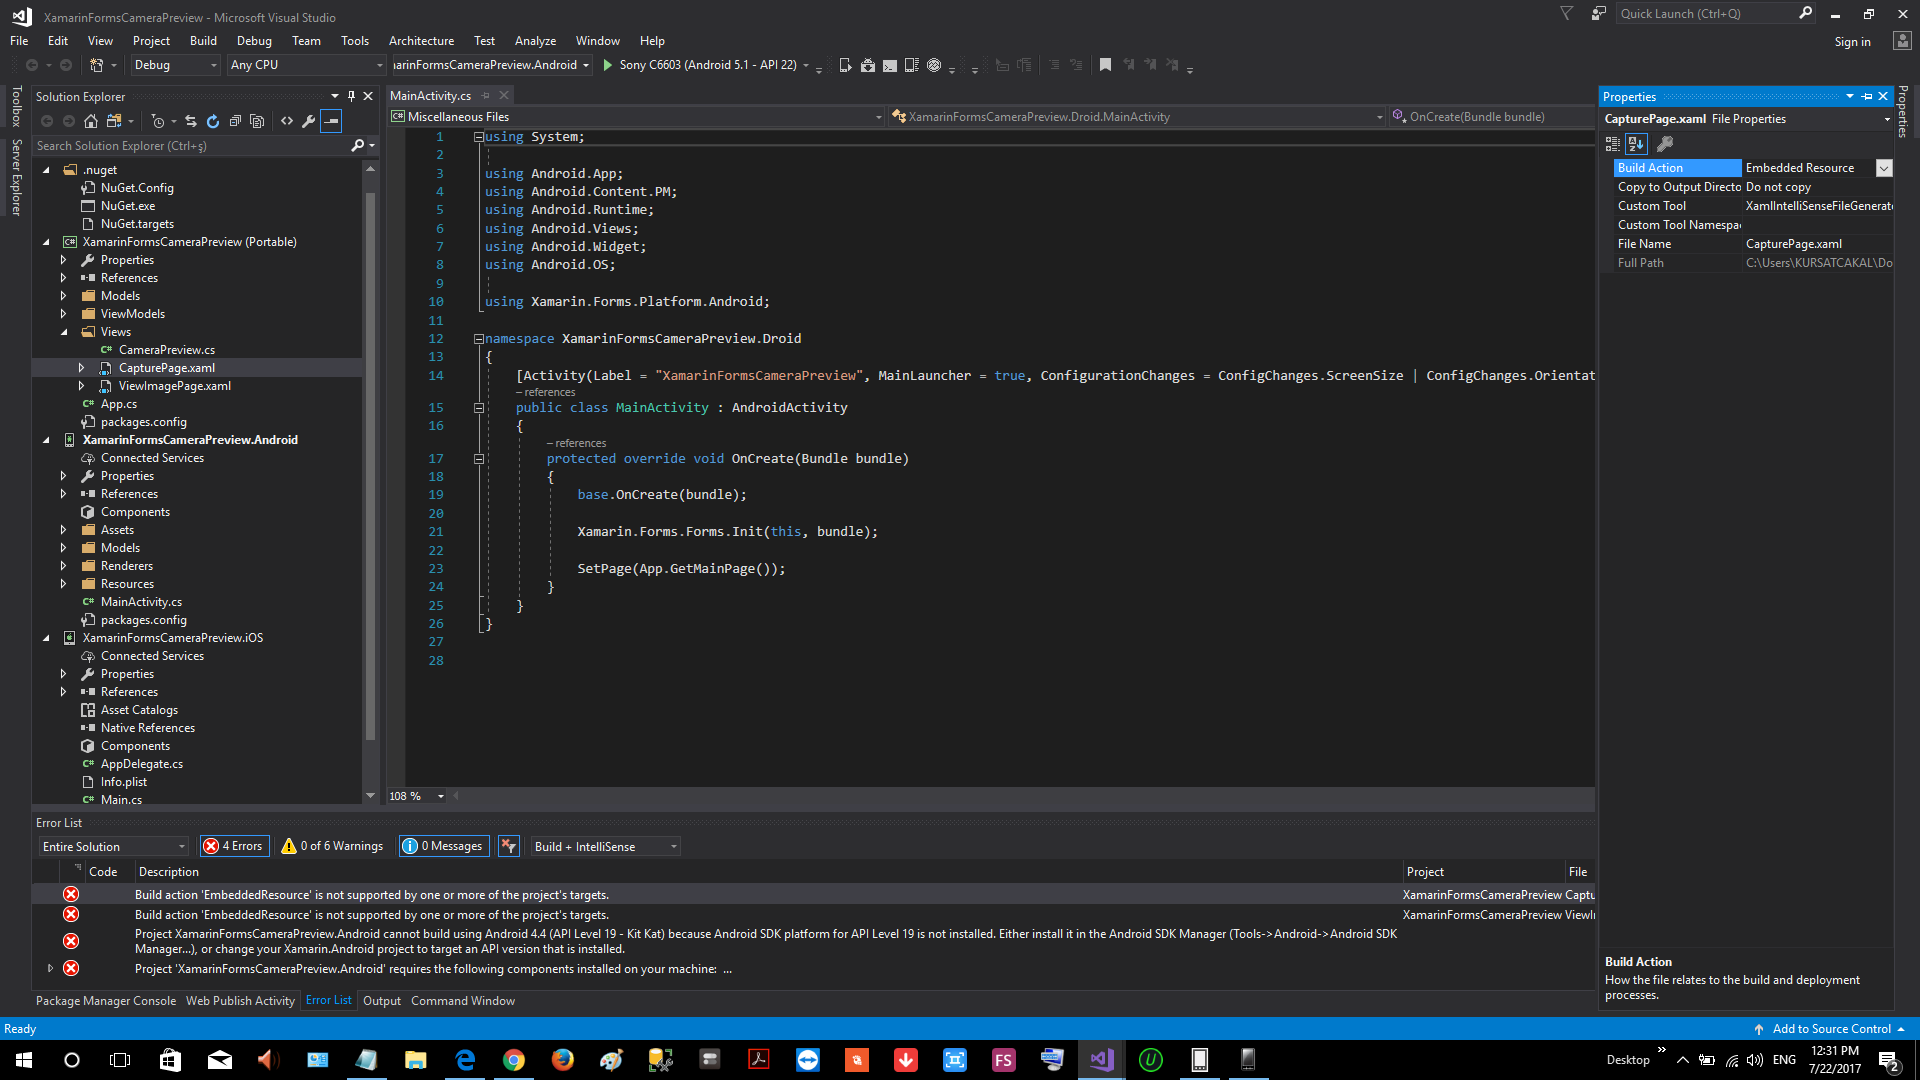 XamarinFormsCameraPreview - Microsoft Visual Studio
Quick Launch (Ctrl+Q)
File Edit View Project Build Debug Team Tools Architecture Test Analyze Window Help
Sign in
Debug Any CPU arinFormsCameraPreview.Android Sony C6603 (Android 5.1 - API 22)
Toolbox
Server Explorer
Solution Explorer
Search Solution Explorer (Ctrl+ş)
.nuget
NuGet.Config
NuGet.exe
NuGet.targets
XamarinFormsCameraPreview (Portable)
Properties
References
Models
ViewModels
Views
CameraPreview.cs
CapturePage.xaml
ViewImagePage.xaml
App.cs
packages.config
XamarinFormsCameraPreview.Android
Connected Services
Properties
References
Components
Assets
Models
Renderers
Resources
MainActivity.cs
packages.config
XamarinFormsCameraPreview.iOS
Connected Services
Properties
References
Asset Catalogs
Native References
Components
AppDelegate.cs
Info.plist
Main.cs
MainActivity.cs
Miscellaneous Files XamarinFormsCameraPreview.Droid.MainActivity OnCreate(Bundle bundle)
1 using System;
2
3 using Android.App;
4 using Android.Content.PM;
5 using Android.Runtime;
6 using Android.Views;
7 using Android.Widget;
8 using Android.OS;
9
10 using Xamarin.Forms.Platform.Android;
11
12 namespace XamarinFormsCameraPreview.Droid
13 {
14 [Activity(Label = "XamarinFormsCameraPreview", MainLauncher = true, ConfigurationChanges = ConfigChanges.ScreenSize | ConfigChanges.Orientat
– references
15 public class MainActivity : AndroidActivity
16 {
– references
17 protected override void OnCreate(Bundle bundle)
18 {
19 base.OnCreate(bundle);
20
21 Xamarin.Forms.Forms.Init(this, bundle);
22
23 SetPage(App.GetMainPage());
24 }
25 }
26 }
27
28
108 %
Properties
CapturePage.xaml File Properties
Build Action Embedded Resource
Copy to Output Directo Do not copy
Custom Tool XamlIntelliSenseFileGenerato
Custom Tool Namespa
File Name CapturePage.xaml
Full Path C:\Users\KURSATCAKAL\Do
Build Action
How the file relates to the build and deployment
processes.
Properties
Error List
Entire Solution 4 Errors 0 of 6 Warnings 0 Messages Build + IntelliSense
Code Description Project File
Build action 'EmbeddedResource' is not supported by one or more of the project's targets. XamarinFormsCameraPreview Captu
Build action 'EmbeddedResource' is not supported by one or more of the project's targets. XamarinFormsCameraPreview ViewI
Project XamarinFormsCameraPreview.Android cannot build using Android 4.4 (API Level 19 - Kit Kat) because Android SDK platform for API Level 19 is not installed. Either install it in the Android SDK Manager (Tools->Android->Android SDK
Manager...), or change your Xamarin.Android project to target an API version that is installed.
Project 'XamarinFormsCameraPreview.Android' requires the following components installed on your machine: ...
Package Manager Console Web Publish Activity Error List Output Command Window
Ready
Add to Source Control
FS
Desktop
ENG
12:31 PM
7/22/2017
2